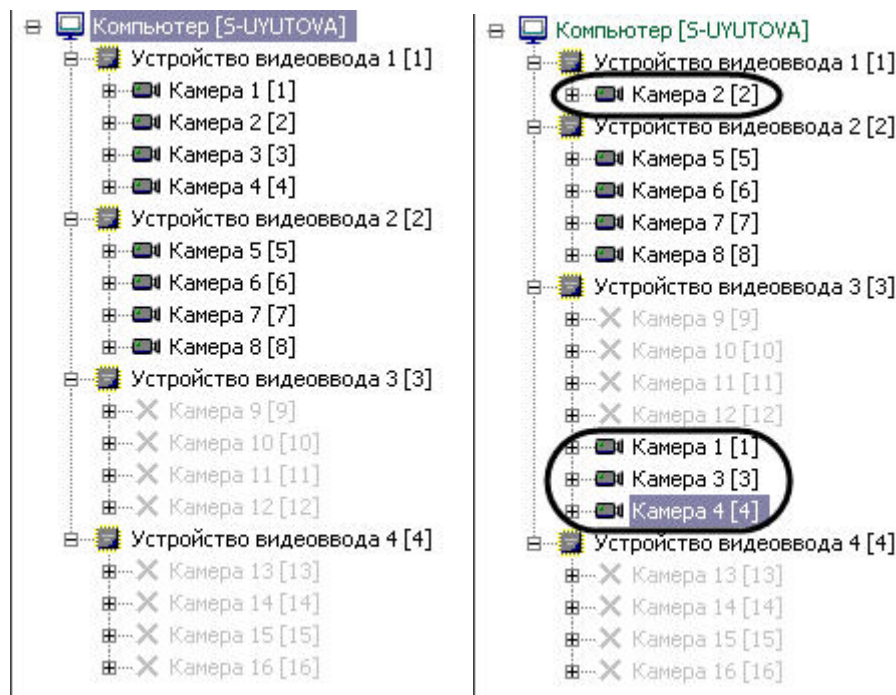 Компьютер [S-UYUTOVA]
Устройство видеоввода 1 [1]
Камера 1 [1]
Камера 2 [2]
Камера 3 [3]
Камера 4 [4]
Устройство видеоввода 2 [2]
Камера 5 [5]
Камера 6 [6]
Камера 7 [7]
Камера 8 [8]
Устройство видеоввода 3 [3]
Камера 9 [9]
Камера 10 [10]
Камера 11 [11]
Камера 12 [12]
Устройство видеоввода 4 [4]
Камера 13 [13]
Камера 14 [14]
Камера 15 [15]
Камера 16 [16]
Компьютер [S-UYUTOVA]
Устройство видеоввода 1 [1]
Камера 2 [2]
Устройство видеоввода 2 [2]
Камера 5 [5]
Камера 6 [6]
Камера 7 [7]
Камера 8 [8]
Устройство видеоввода 3 [3]
Камера 9 [9]
Камера 10 [10]
Камера 11 [11]
Камера 12 [12]
Камера 1 [1]
Камера 3 [3]
Камера 4 [4]
Устройство видеоввода 4 [4]
Камера 13 [13]
Камера 14 [14]
Камера 15 [15]
Камера 16 [16]